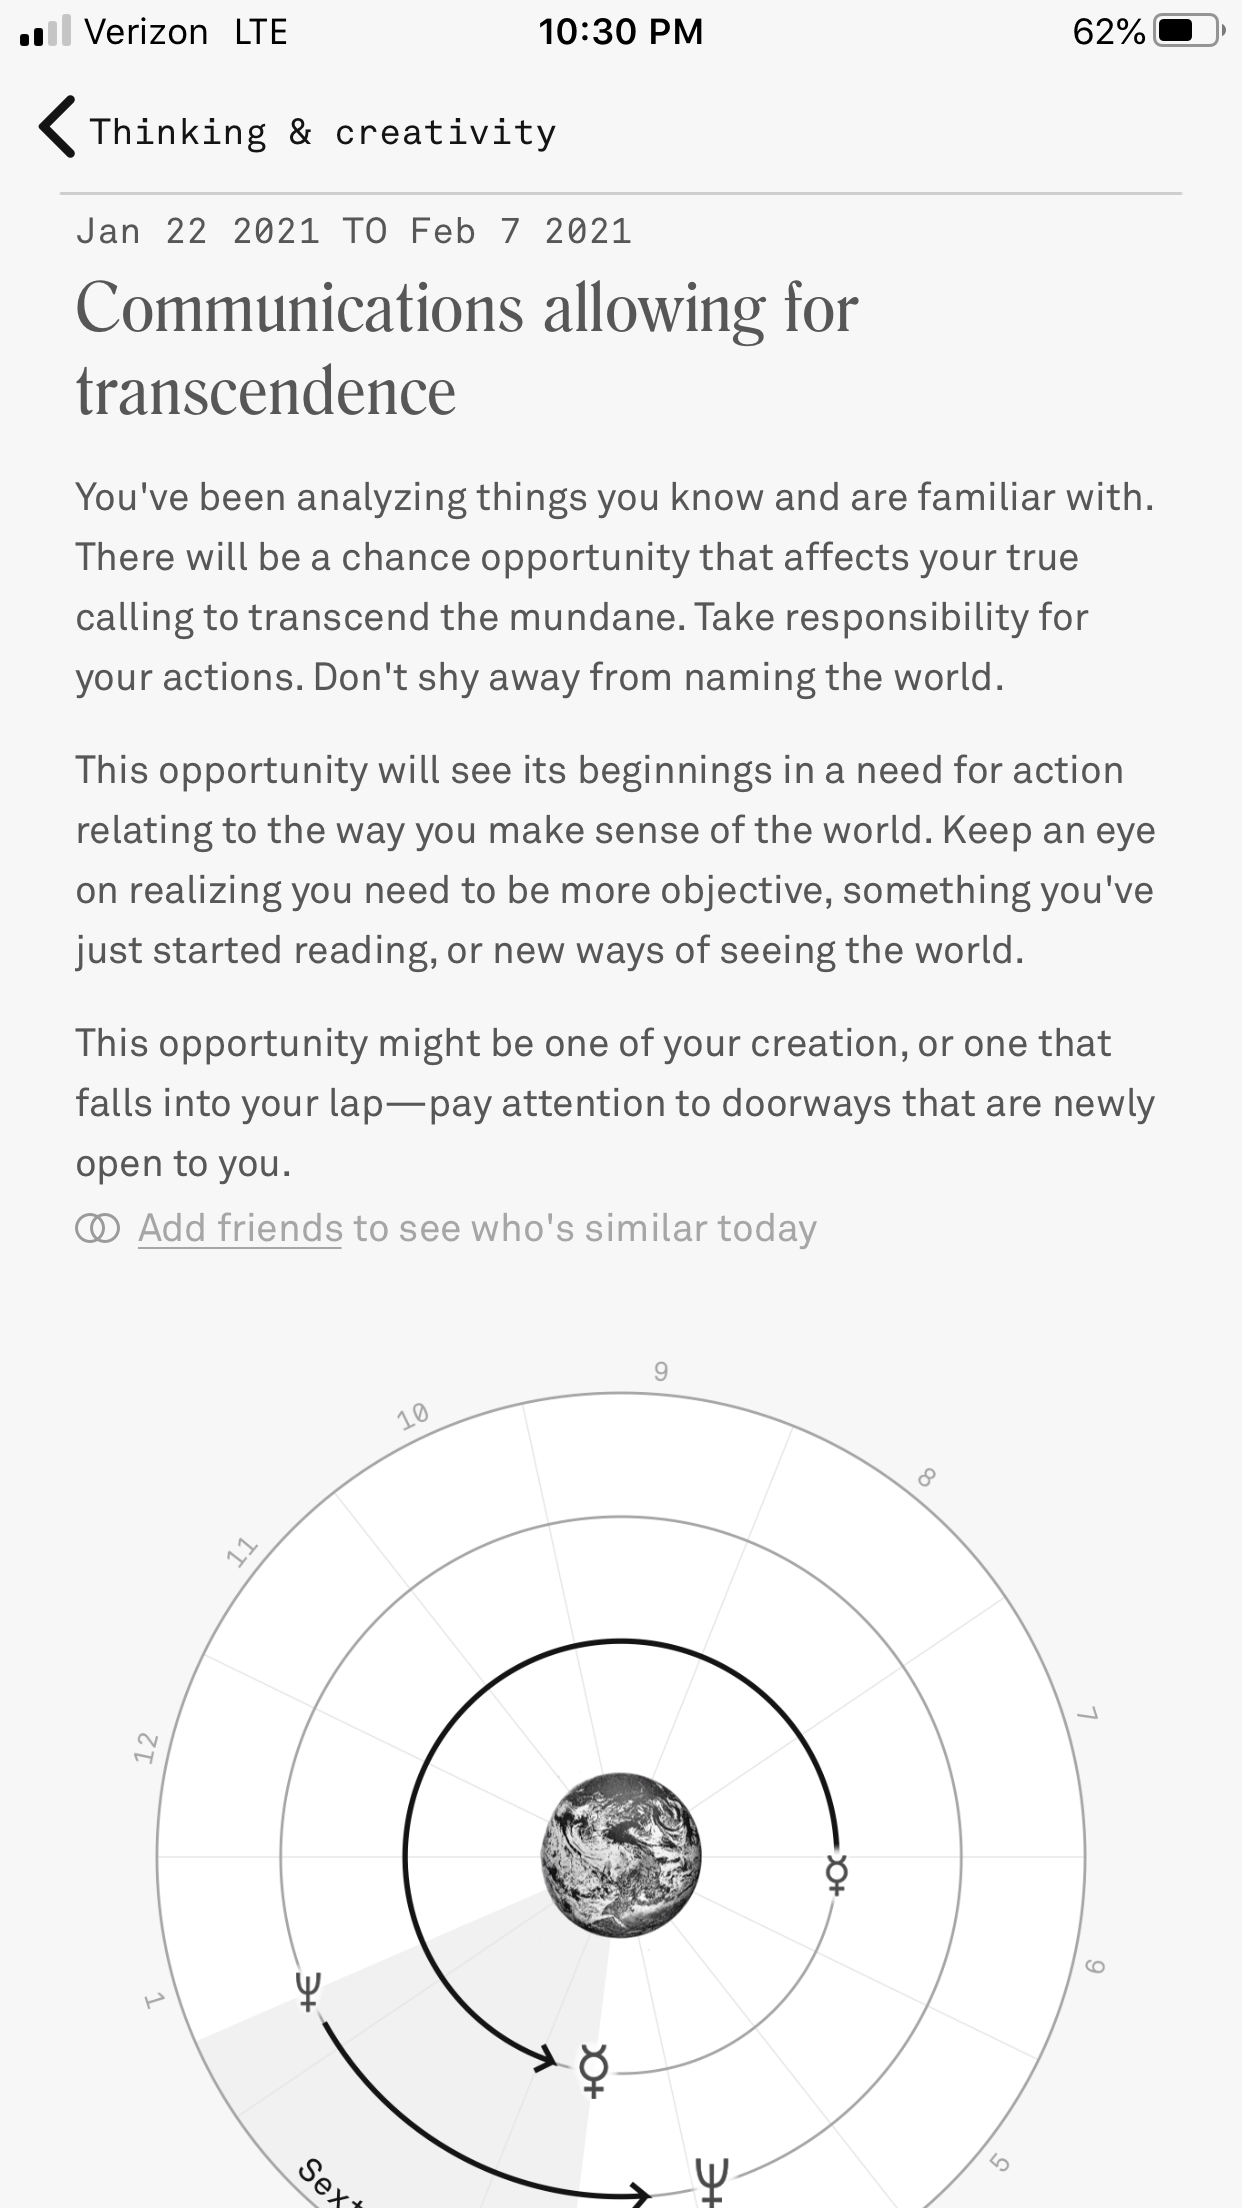 Verizon LTE 10:30 PM 62%
Thinking & creativity
Jan 22 2021 TO Feb 7 2021
Communications allowing for
transcendence
You've been analyzing things you know and are familiar with.
There will be a chance opportunity that affects your true
calling to transcend the mundane. Take responsibility for
your actions. Don't shy away from naming the world.
This opportunity will see its beginnings in a need for action
relating to the way you make sense of the world. Keep an eye
on realizing you need to be more objective, something you've
just started reading, or new ways of seeing the world.
This opportunity might be one of your creation, or one that
falls into your lap—pay attention to doorways that are newly
open to you.
Add friends to see who's similar today
9
10
8
11
7
12
☿
6
1
♆
☿
5
♆